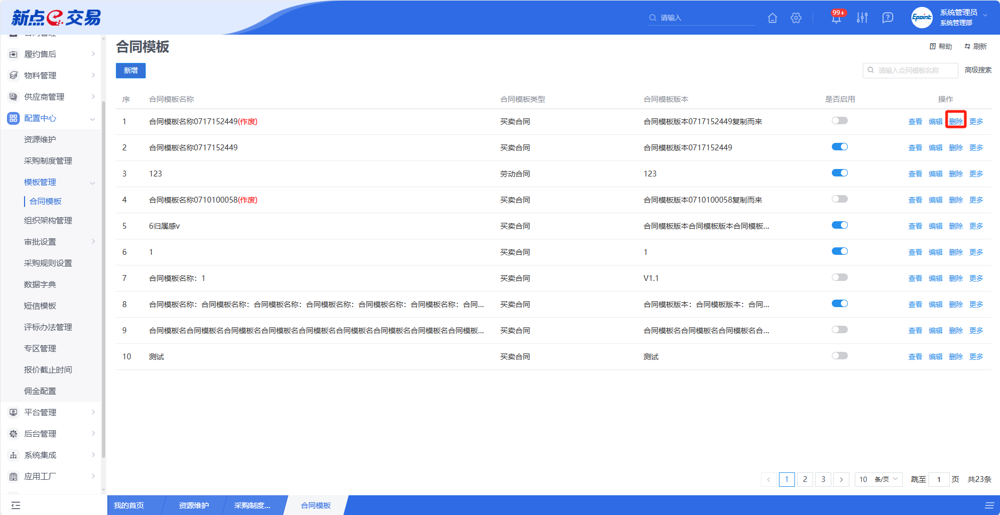 新点e交易
请输入
99+
Epoint
系统管理员
系统管理部
合同管理
履约售后
物料管理
供应商管理
配置中心
资源维护
采购制度管理
模板管理
合同模板
组织架构管理
审批设置
采购规则设置
数据字典
短信模板
评标办法管理
专区管理
报价截止时间
佣金配置
平台管理
后台管理
系统集成
应用工厂
合同模板
帮助 刷新
新增
请输入合同模板名称 高级搜索
序 合同模板名称 合同模板类型 合同模板版本 是否启用 操作
1 合同模板名称0717152449(作废) 买卖合同 合同模板版本0717152449复制而来 查看 编辑 删除 更多
2 合同模板名称0717152449 买卖合同 合同模板版本0717152449 查看 编辑 删除 更多
3 123 劳动合同 123 查看 编辑 删除 更多
4 合同模板名称0710100058(作废) 买卖合同 合同模板版本0710100058复制而来 查看 编辑 删除 更多
5 6归属感v 买卖合同 合同模板版本合同模板版本合同模板... 查看 编辑 删除 更多
6 1 买卖合同 1 查看 编辑 删除 更多
7 合同模板名称：1 买卖合同 V1.1 查看 编辑 删除 更多
8 合同模板名称：合同模板名称：合同模板名称：合同模板名称：合同模板名称：合同模板名称：合同... 买卖合同 合同模板版本：合同模板版本：合同... 查看 编辑 删除 更多
9 合同模板名合同模板名合同模板名合同模板名合同模板名合同模板名合同模板名合同模板名合同模板... 买卖合同 合同模板名合同模板名合同模板名合... 查看 编辑 删除 更多
10 测试 买卖合同 测试 查看 编辑 删除 更多
1 2 3 10 条/页 跳至 1 页 共23条
我的首页 资源维护 采购制度... 合同模板